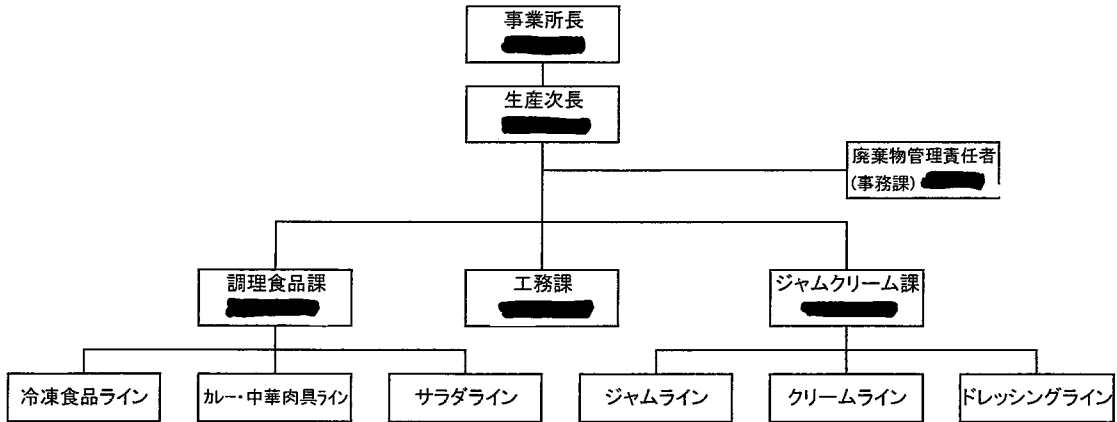 事業所長
生産次長
廃棄物管理責任者
(事務課)
調理食品課
工務課
ジャムクリーム課
冷凍食品ライン
カレー・中華肉具ライン
サラダライン
ジャムライン
クリームライン
ドレッシングライン